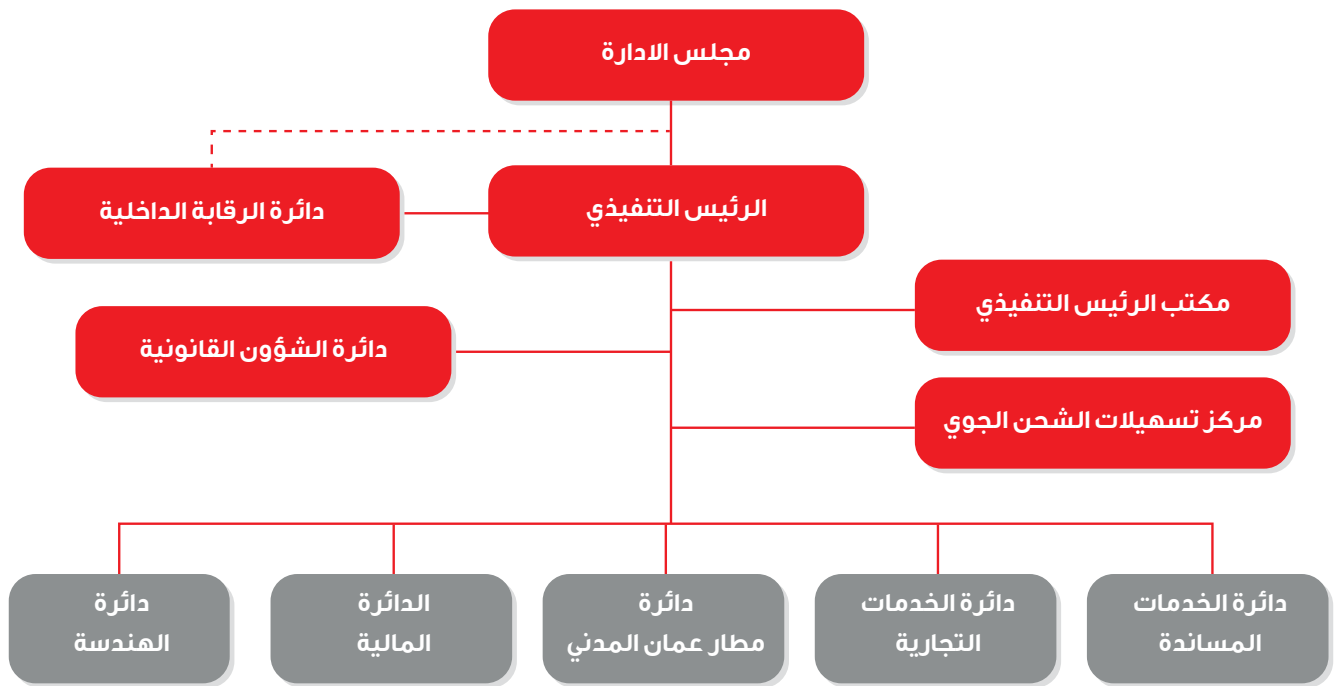 مجلس الادارة
الرئيس التنفيذي
دائرة الرقابة الداخلية
مكتب الرئيس التنفيذي
دائرة الشؤون القانونية
مركز تسهيلات الشحن الجوي
دائرة الخدمات
المساندة
دائرة الخدمات
التجارية
دائرة
مطار عمان المدني
الدائرة
المالية
دائرة
الهندسة